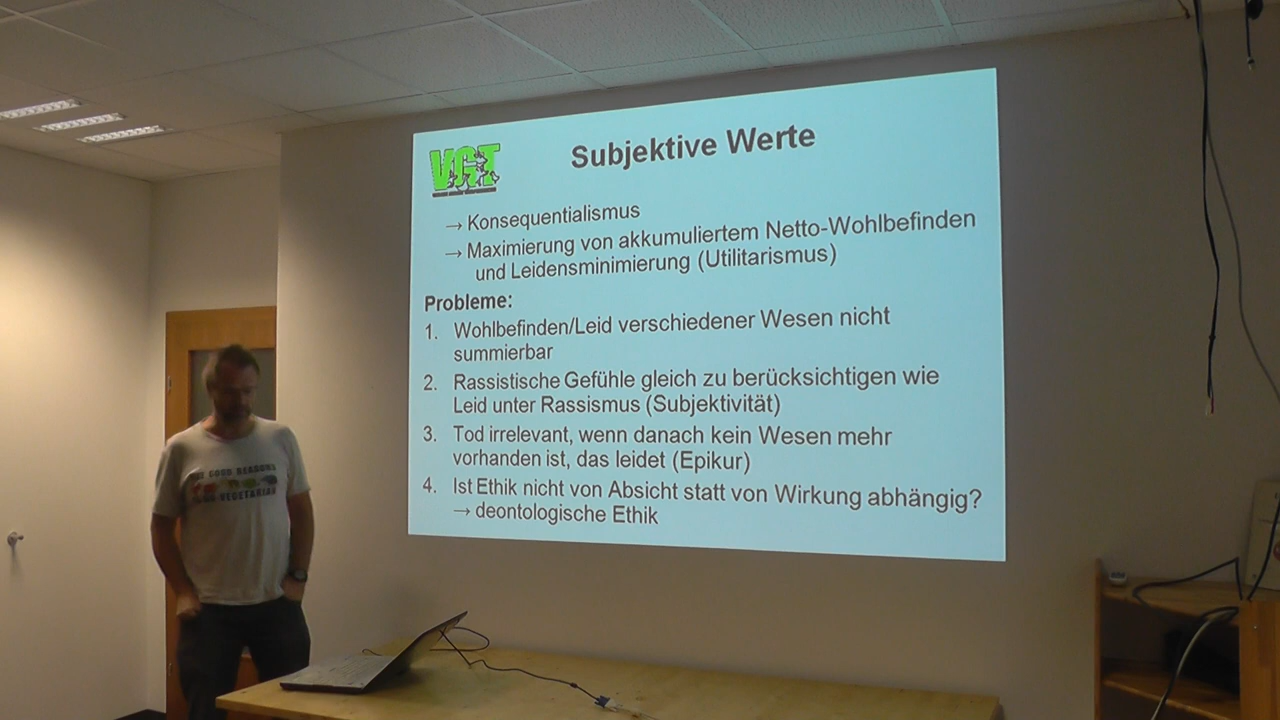 VGT
Subjektive Werte
→ Konsequentialismus
→ Maximierung von akkumuliertem Netto-Wohlbefinden
und Leidensminimierung (Utilitarismus)
Probleme:
1. Wohlbefinden/Leid verschiedener Wesen nicht
summierbar
2. Rassistische Gefühle gleich zu berücksichtigen wie
Leid unter Rassismus (Subjektivität)
3. Tod irrelevant, wenn danach kein Wesen mehr
vorhanden ist, das leidet (Epikur)
4. Ist Ethik nicht von Absicht statt von Wirkung abhängig?
→ deontologische Ethik
GOOD REASONS
VEGETARIAN